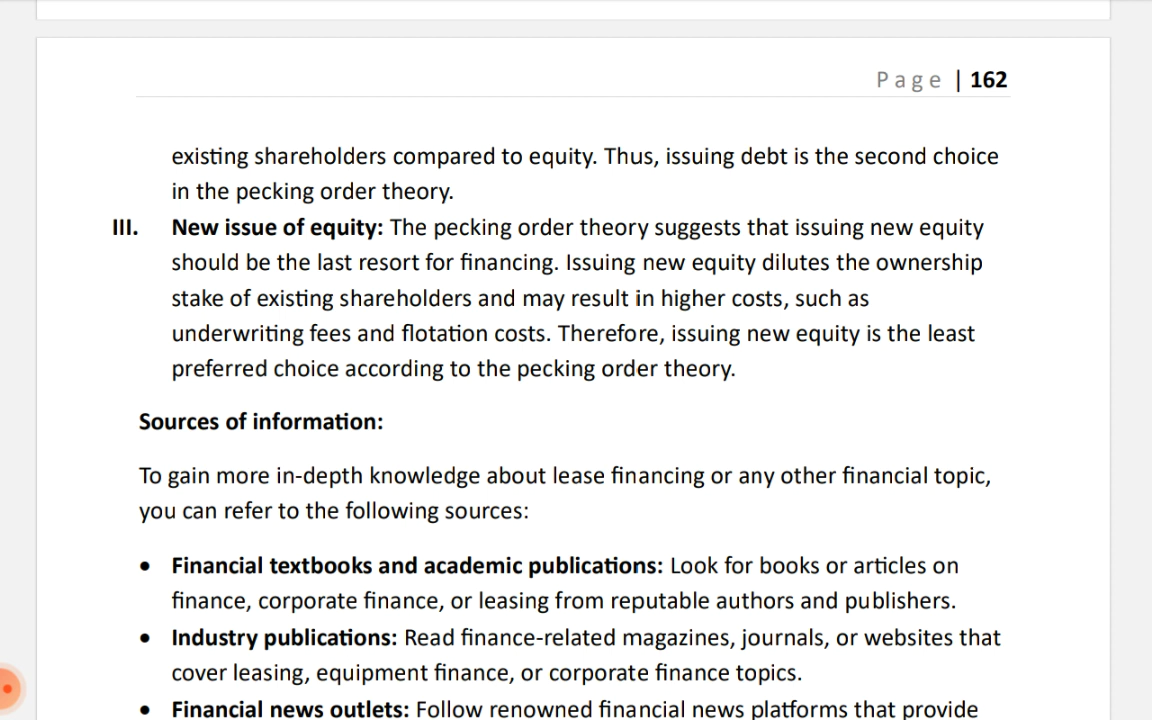 Page | 162
existing shareholders compared to equity. Thus, issuing debt is the second choice
in the pecking order theory.
III. New issue of equity: The pecking order theory suggests that issuing new equity
should be the last resort for financing. Issuing new equity dilutes the ownership
stake of existing shareholders and may result in higher costs, such as
underwriting fees and flotation costs. Therefore, issuing new equity is the least
preferred choice according to the pecking order theory.
Sources of information:
To gain more in-depth knowledge about lease financing or any other financial topic,
you can refer to the following sources:
• Financial textbooks and academic publications: Look for books or articles on
finance, corporate finance, or leasing from reputable authors and publishers.
• Industry publications: Read finance-related magazines, journals, or websites that
cover leasing, equipment finance, or corporate finance topics.
• Financial news outlets: Follow renowned financial news platforms that provide